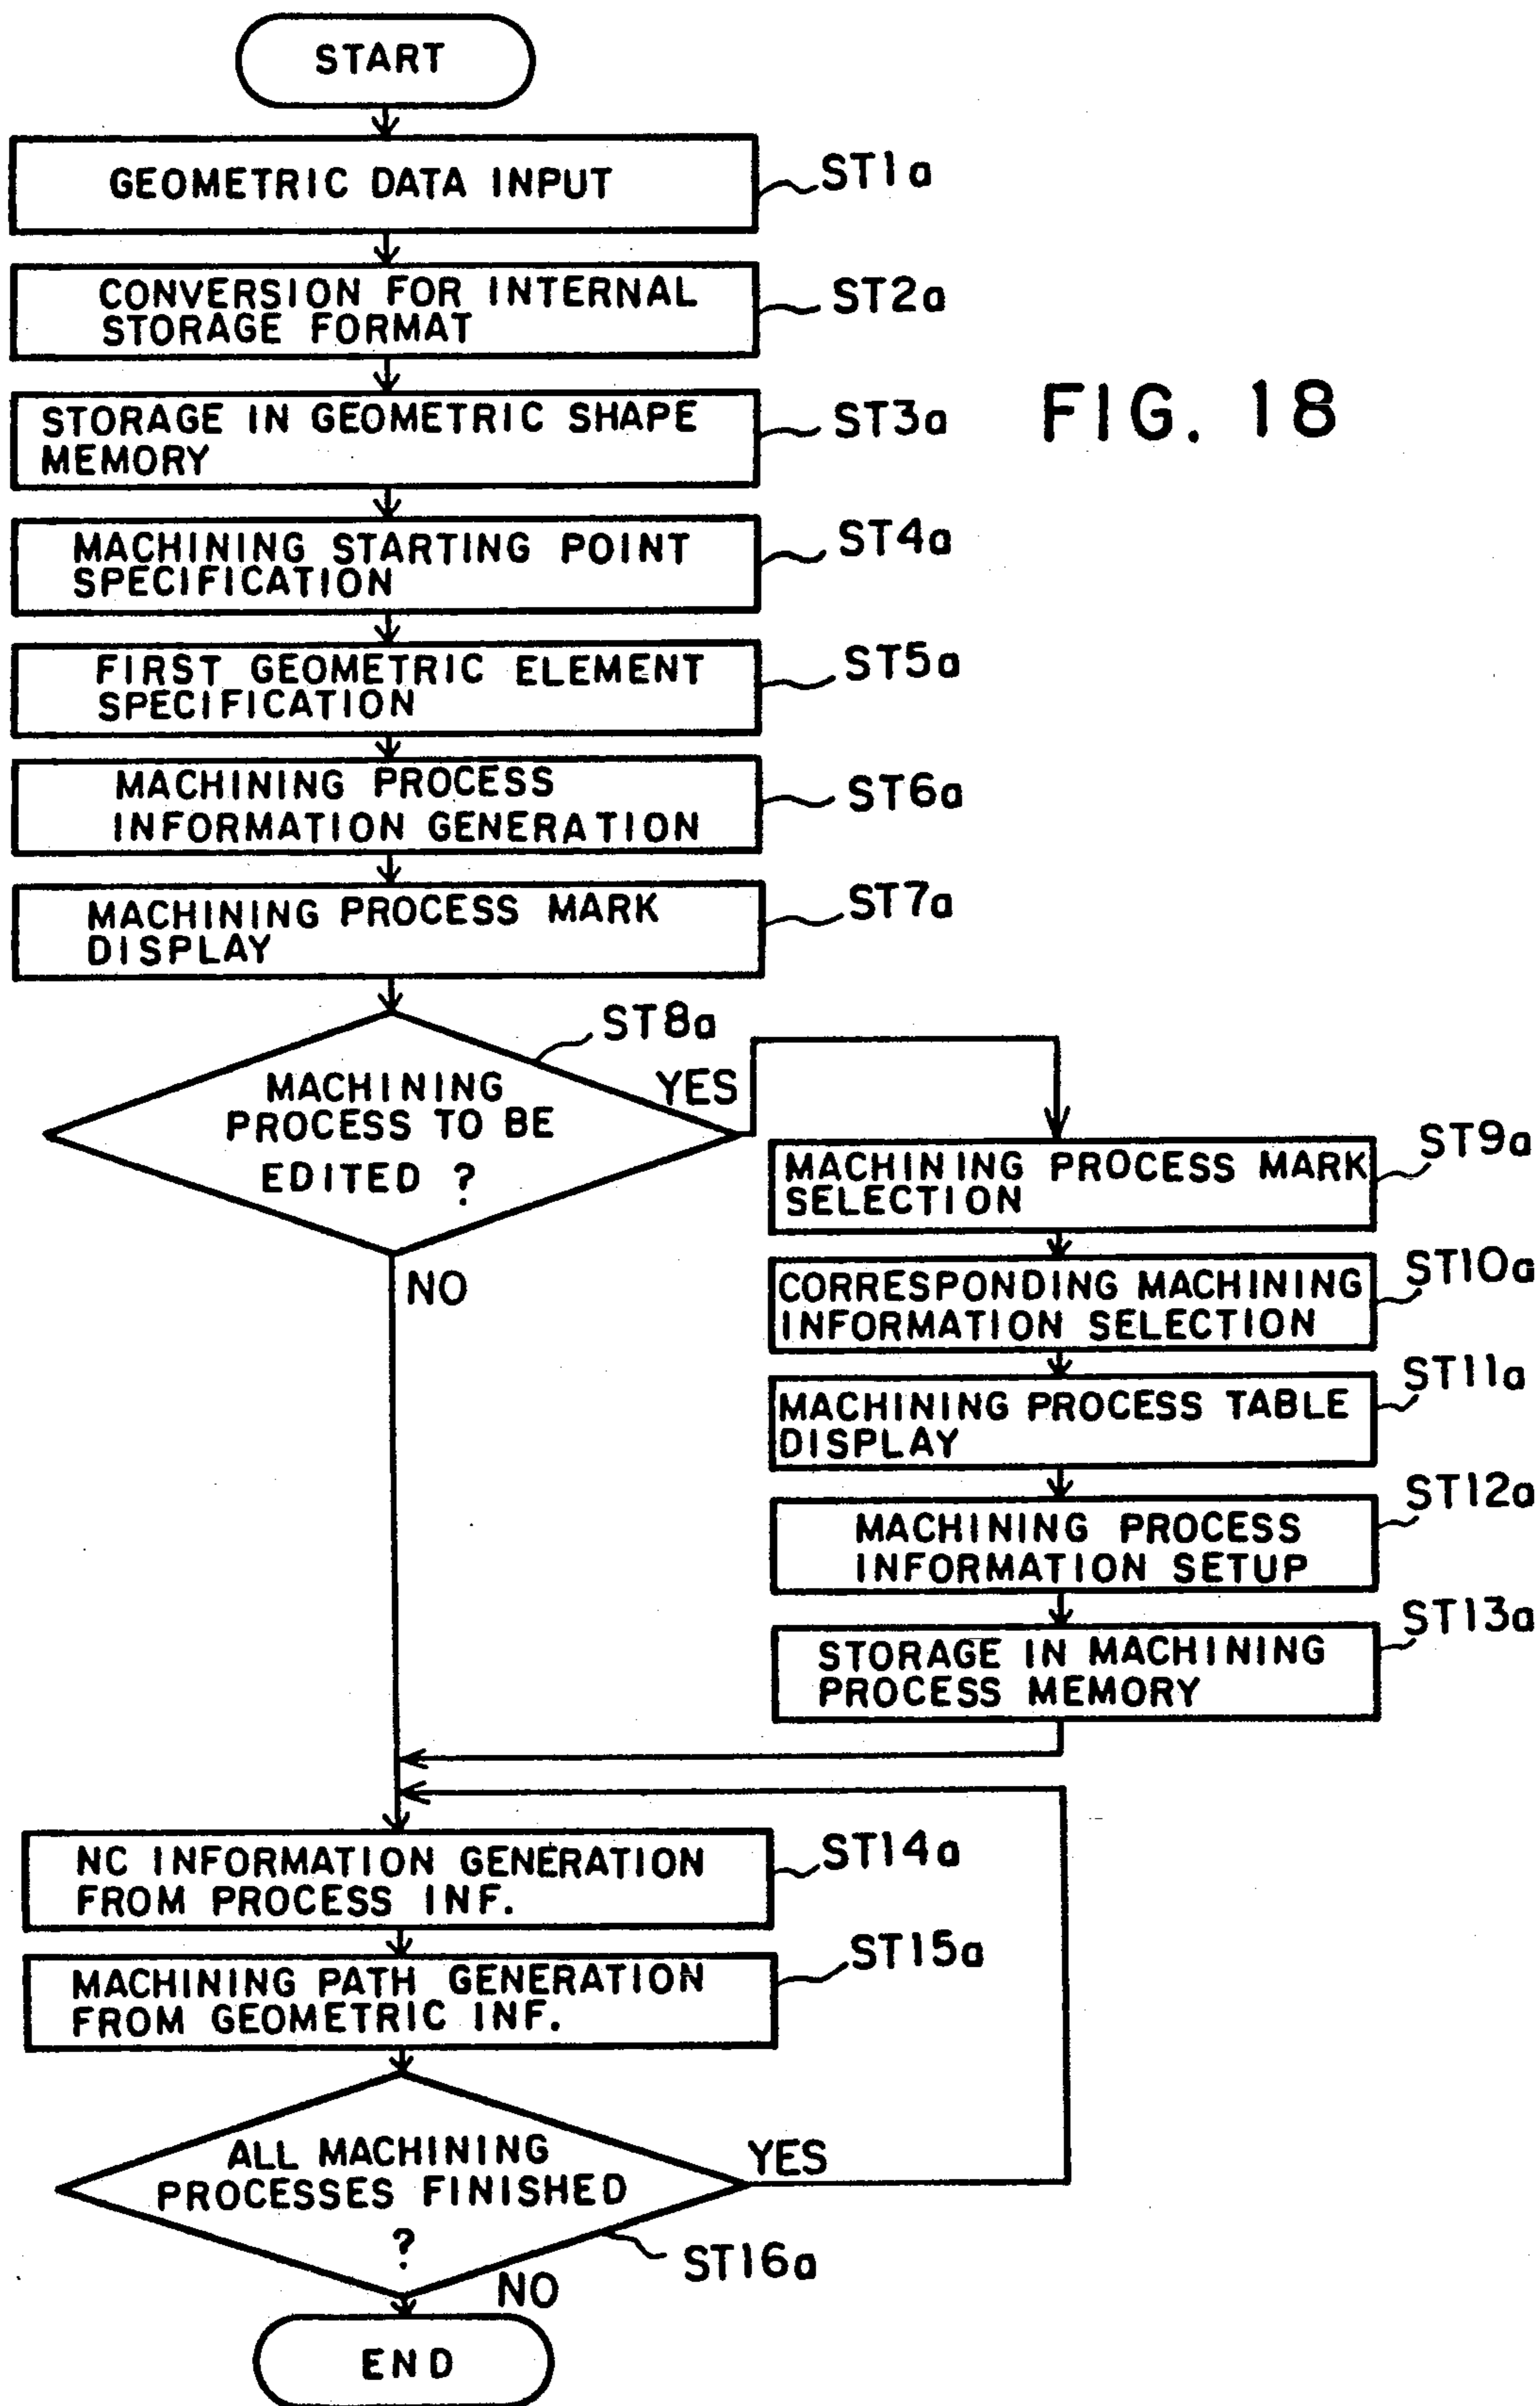 START
GEOMETRIC DATA INPUT
ST1a
CONVERSION FOR INTERNAL
STORAGE FORMAT
ST2a
STORAGE IN GEOMETRIC SHAPE
MEMORY
ST3a
FIG. 18
MACHINING STARTING POINT
SPECIFICATION
ST4a
FIRST GEOMETRIC ELEMENT
SPECIFICATION
ST5a
MACHINING PROCESS
INFORMATION GENERATION
ST6a
MACHINING PROCESS MARK
DISPLAY
ST7a
ST8a
MACHINING
PROCESS TO BE
EDITED ?
YES
NO
MACHINING PROCESS MARK
SELECTION
ST9a
CORRESPONDING MACHINING
INFORMATION SELECTION
ST10a
MACHINING PROCESS TABLE
DISPLAY
ST11a
MACHINING PROCESS
INFORMATION SETUP
ST12a
STORAGE IN MACHINING
PROCESS MEMORY
ST13a
NC INFORMATION GENERATION
FROM PROCESS INF.
ST14a
MACHINING PATH GENERATION
FROM GEOMETRIC INF.
ST15a
ALL MACHINING
PROCESSES FINISHED
?
YES
ST16a
NO
END